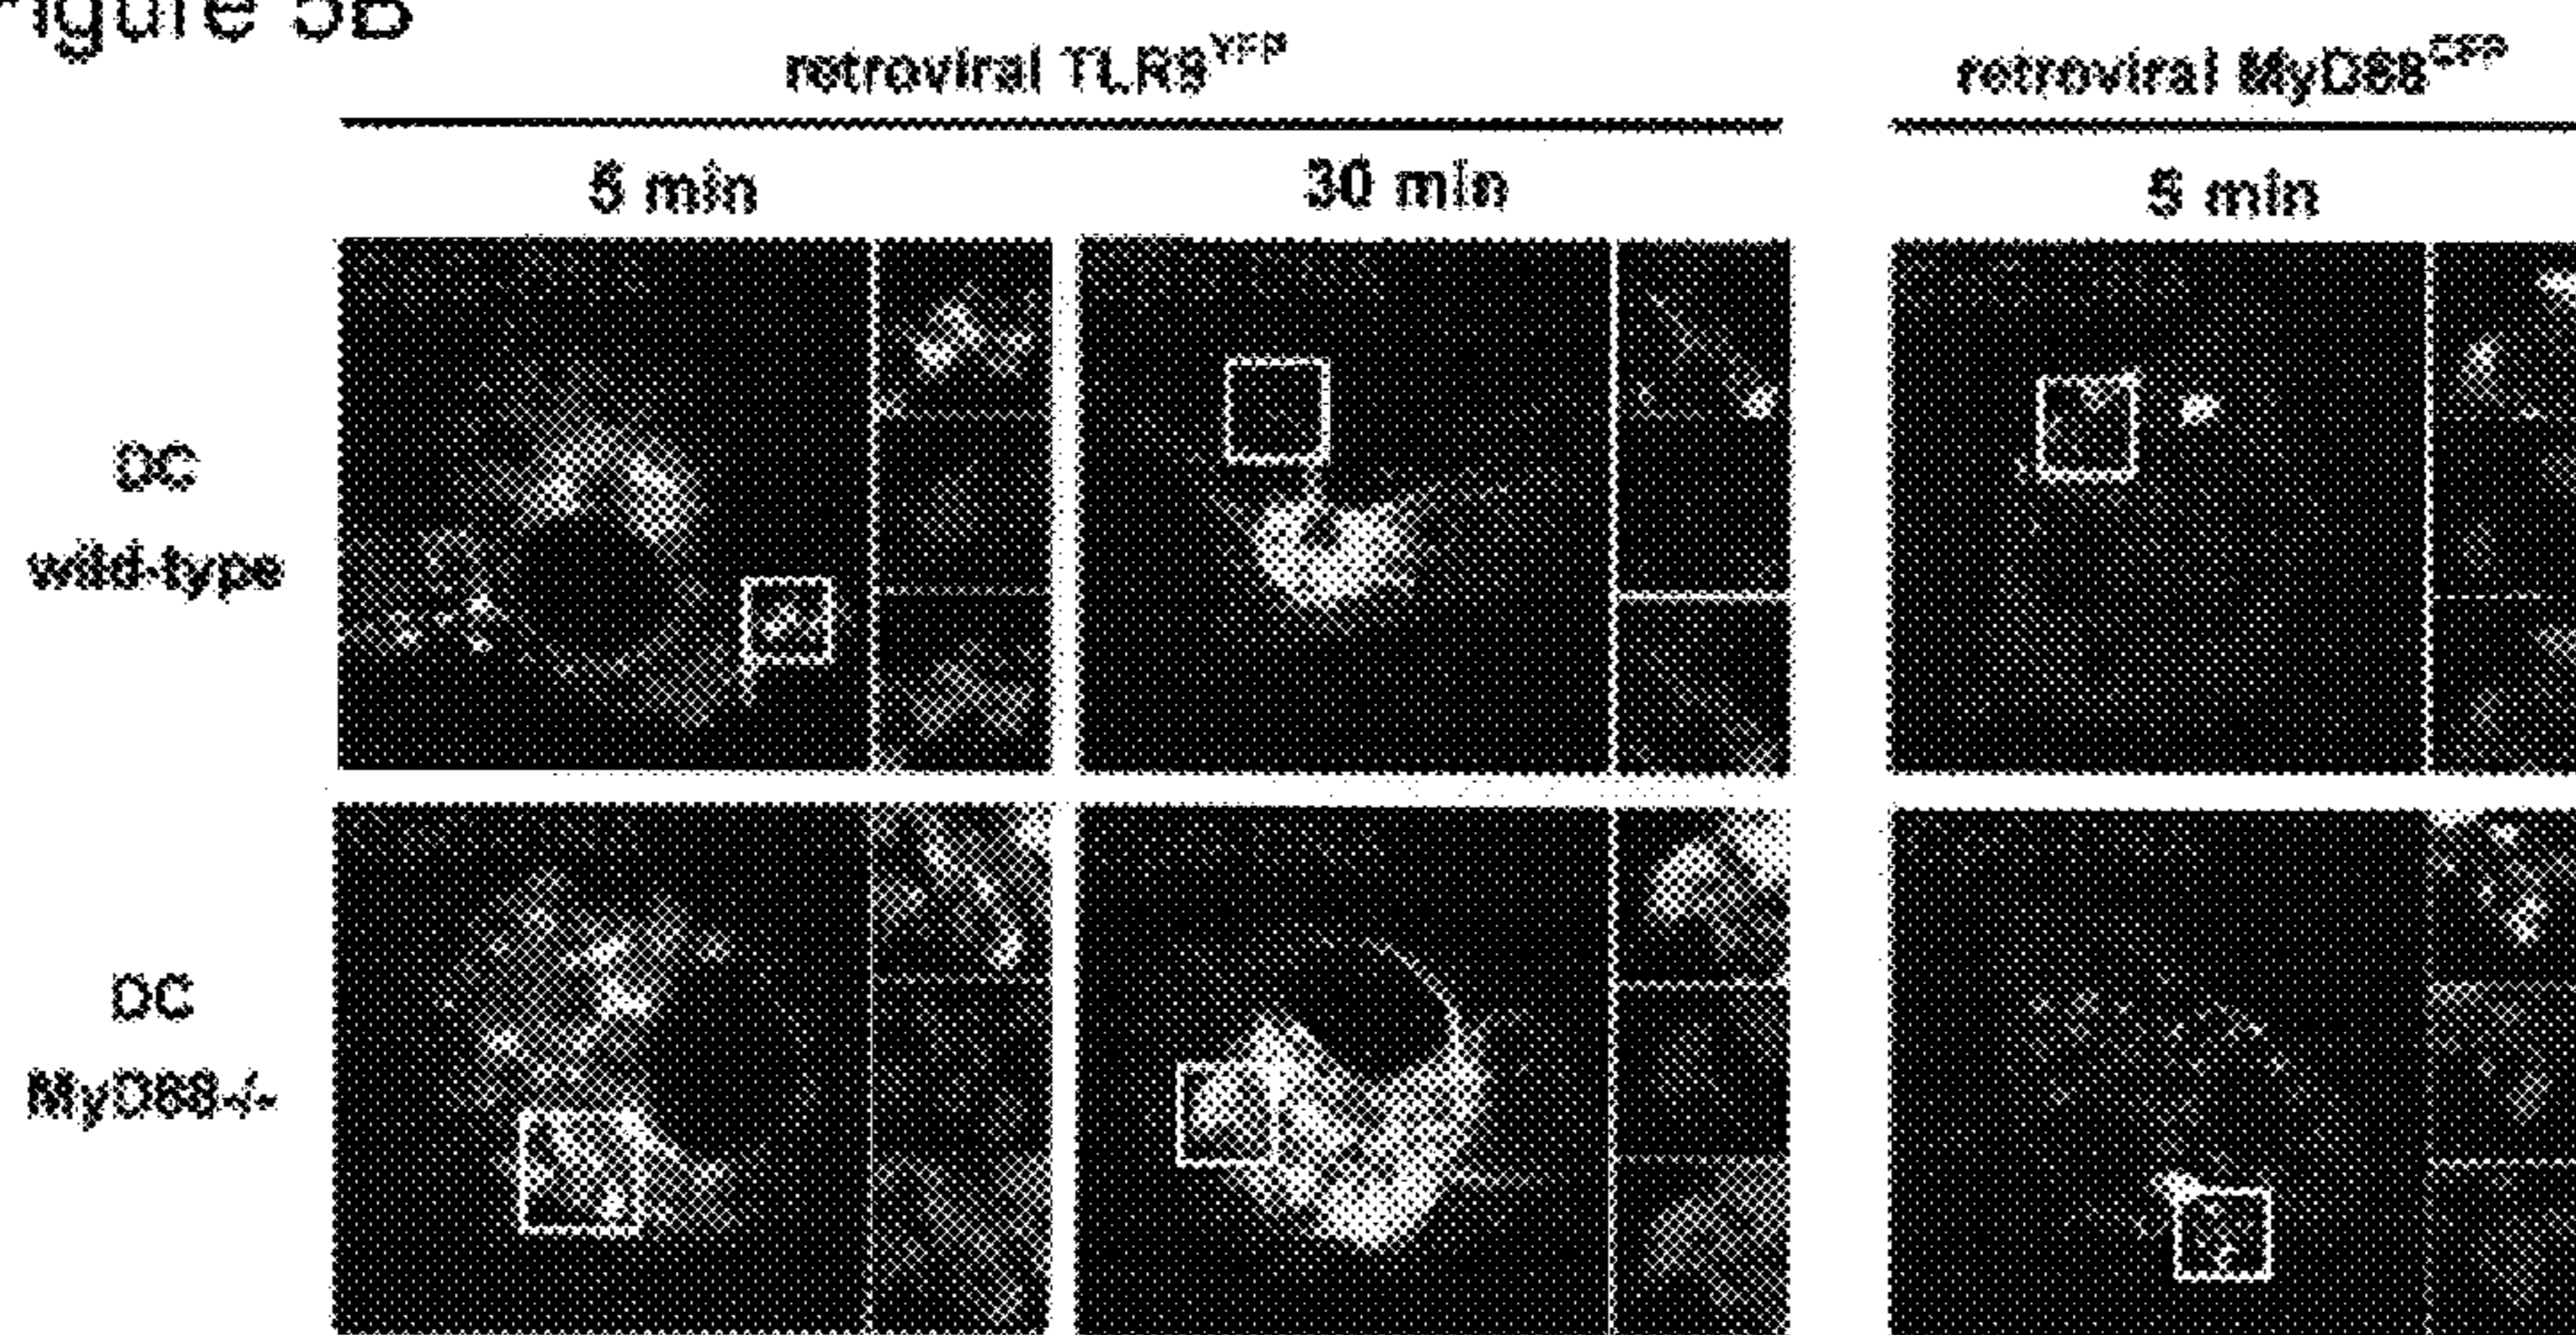 Figure 5B
retroviral TLR9YFP
retroviral MyD88CFP
5 min
30 min
5 min
DC
wild-type
DC
MyD88-/-